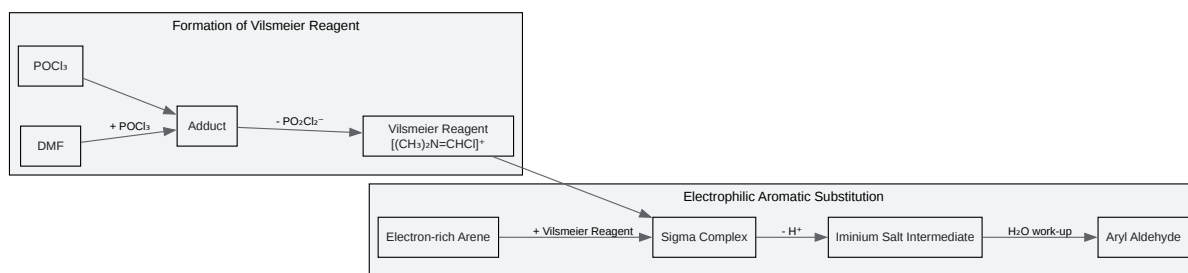 Formation of Vilsmeier Reagent
POCl₃
DMF
+ POCl₃
Adduct
- PO₂Cl₂⁻
Vilsmeier Reagent
[(CH₃)₂N=CHCl]⁺
Electrophilic Aromatic Substitution
Electron-rich Arene
+ Vilsmeier Reagent
Sigma Complex
- H⁺
Iminium Salt Intermediate
H₂O work-up
Aryl Aldehyde